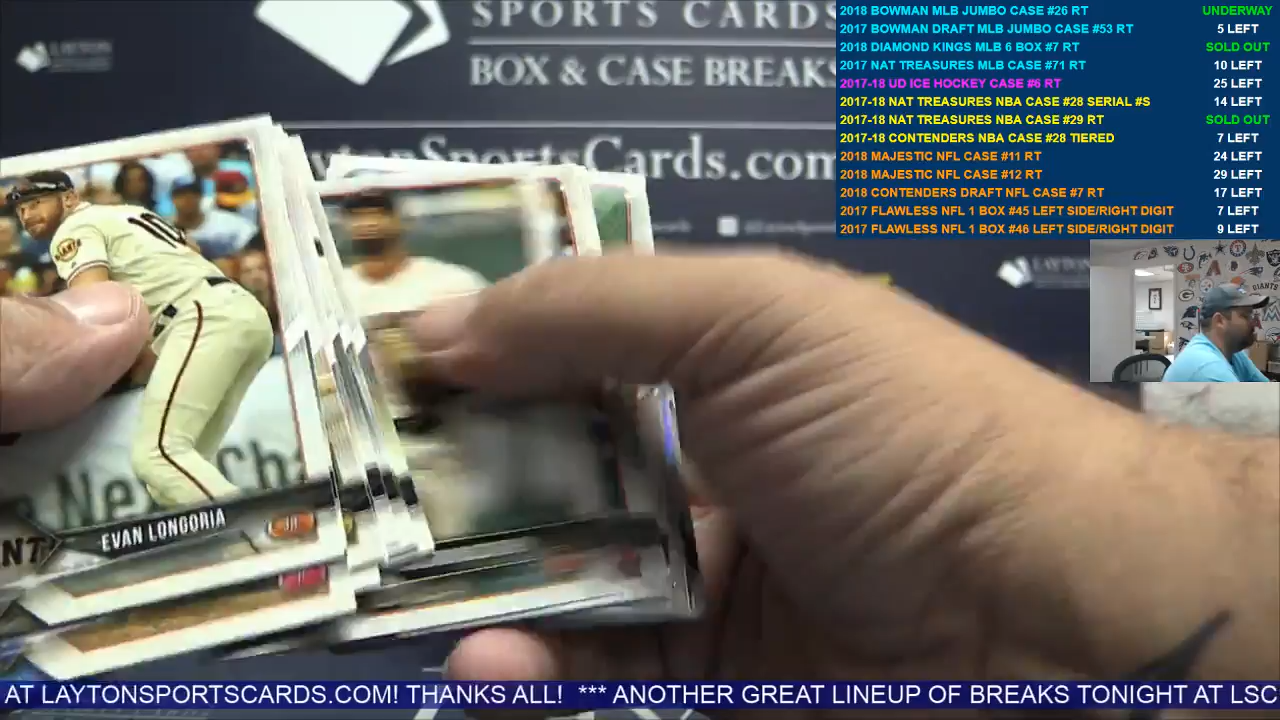 SPORTS CARDS
BOX & CASE BREAKS
LaytonSportsCards.com
LAYTON
2018 BOWMAN MLB JUMBO CASE #26 RT UNDERWAY
2017 BOWMAN DRAFT MLB JUMBO CASE #53 RT 5 LEFT
2018 DIAMOND KINGS MLB 6 BOX #7 RT SOLD OUT
2017 NAT TREASURES MLB CASE #71 RT 10 LEFT
2017-18 UD ICE HOCKEY CASE #6 RT 25 LEFT
2017-18 NAT TREASURES NBA CASE #28 SERIAL #S 14 LEFT
2017-18 NAT TREASURES NBA CASE #29 RT SOLD OUT
2017-18 CONTENDERS NBA CASE #28 TIERED 7 LEFT
2018 MAJESTIC NFL CASE #11 RT 24 LEFT
2018 MAJESTIC NFL CASE #12 RT 29 LEFT
2018 CONTENDERS DRAFT NFL CASE #7 RT 17 LEFT
2017 FLAWLESS NFL 1 BOX #45 LEFT SIDE/RIGHT DIGIT 7 LEFT
2017 FLAWLESS NFL 1 BOX #46 LEFT SIDE/RIGHT DIGIT 9 LEFT
GIANTS
10
EVAN LONGORIA
AT LAYTONSPORTSCARDS.COM! THANKS ALL! *** ANOTHER GREAT LINEUP OF BREAKS TONIGHT AT LSC